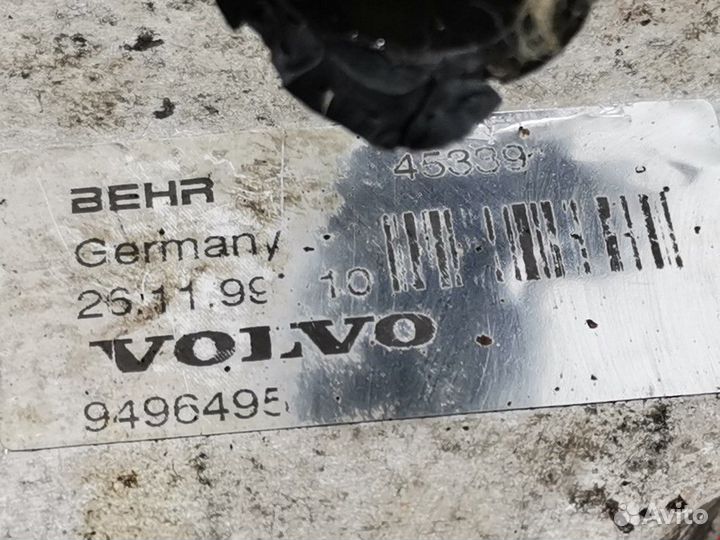 45339
BEHR
Germany
26.11.99 10
VOLVO
9496495
Avito